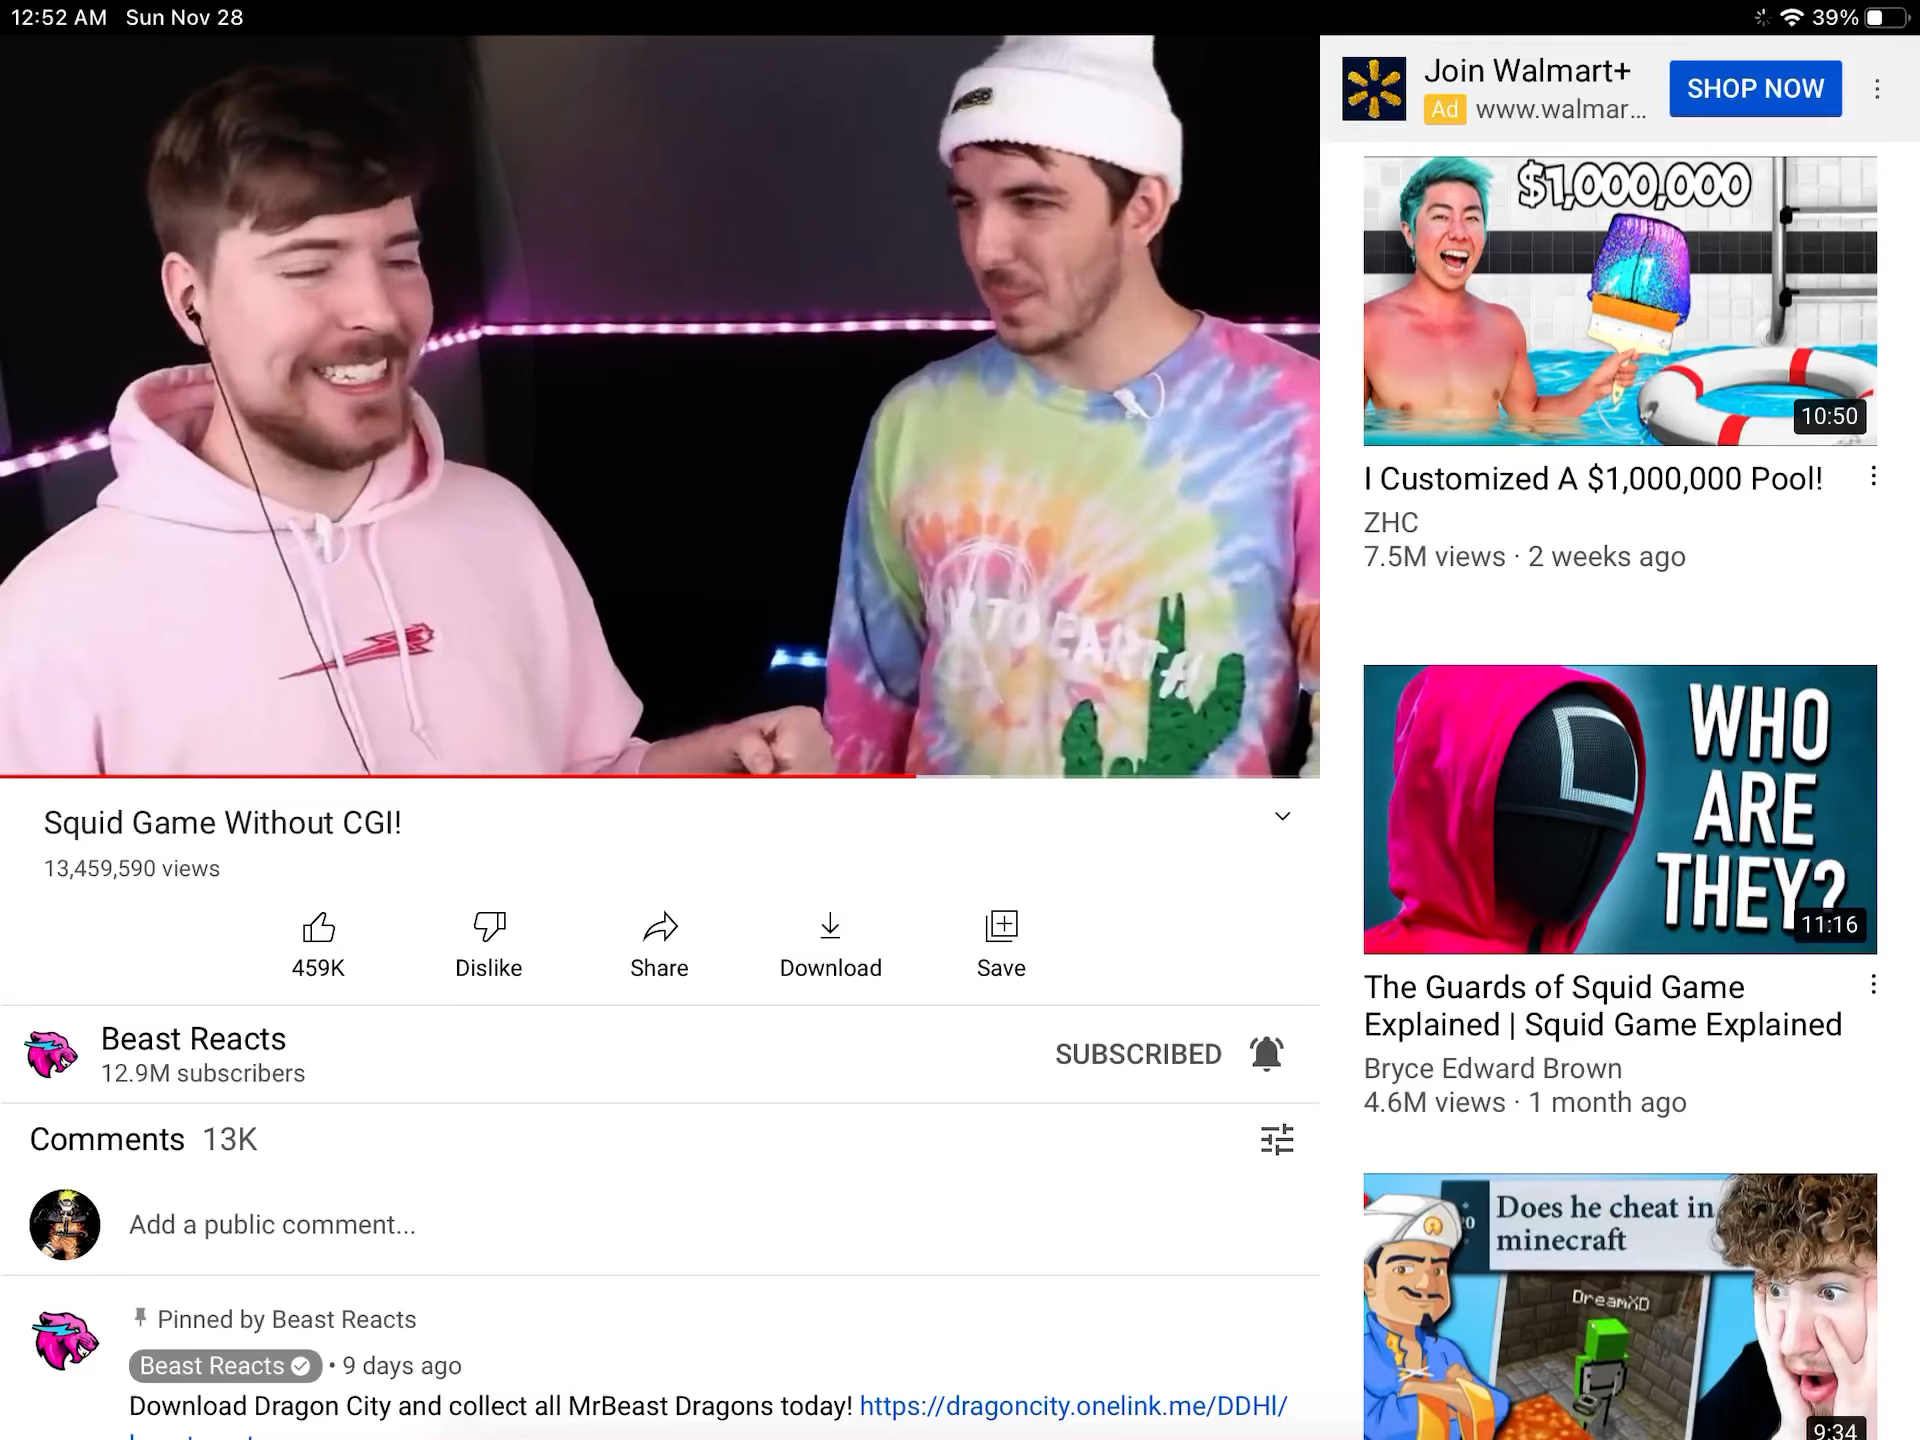 12:52 AM Sun Nov 28
39%
TO EARTH
Squid Game Without CGI!
13,459,590 views
459K
Dislike
Share
Download
Save
Beast Reacts
12.9M subscribers
SUBSCRIBED
Comments 13K
Add a public comment...
Pinned by Beast Reacts
Beast Reacts • 9 days ago
Download Dragon City and collect all MrBeast Dragons today! https://dragoncity.onelink.me/DDHl/
Join Walmart+
Ad www.walmar...
SHOP NOW
$1,000,000
10:50
I Customized A $1,000,000 Pool!
ZHC
7.5M views · 2 weeks ago
WHO
ARE
THEY?
11:16
The Guards of Squid Game
Explained | Squid Game Explained
Bryce Edward Brown
4.6M views · 1 month ago
Does he cheat in
minecraft
DreamXD
9:34